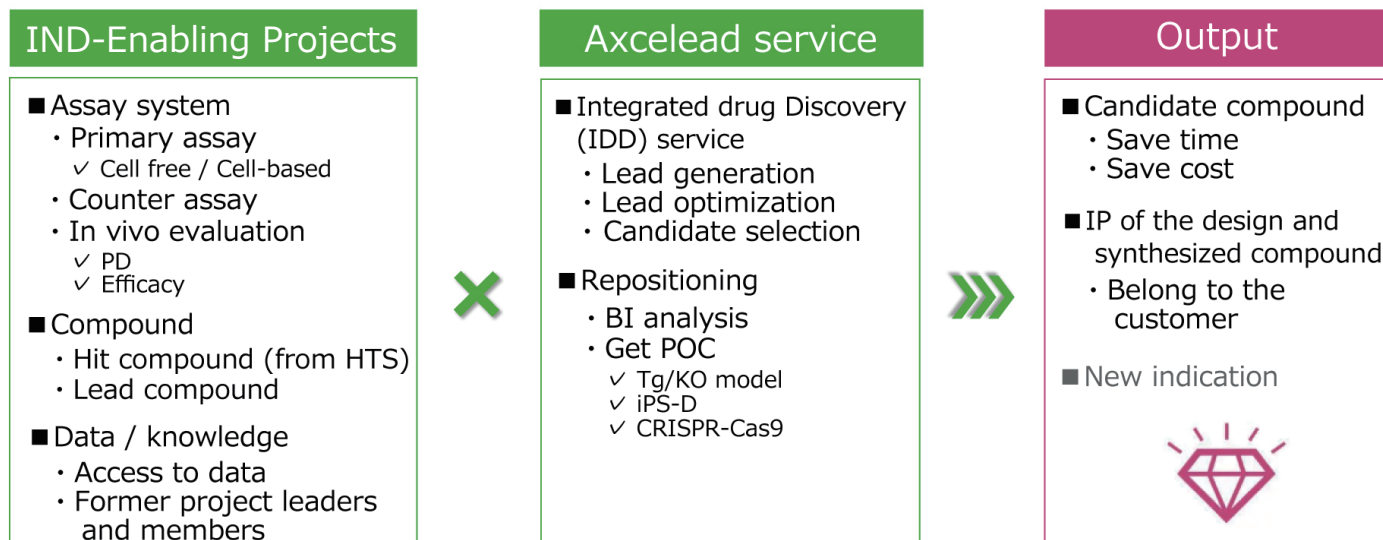 IND-Enabling Projects
■ Assay system
・Primary assay
✓ Cell free / Cell-based
・Counter assay
・In vivo evaluation
✓ PD
✓ Efficacy
■ Compound
・Hit compound (from HTS)
・Lead compound
■ Data / knowledge
・Access to data
・Former project leaders
and members
Axcelead service
■ Integrated drug Discovery
(IDD) service
・Lead generation
・Lead optimization
・Candidate selection
■ Repositioning
・BI analysis
・Get POC
✓ Tg/KO model
✓ iPS-D
✓ CRISPR-Cas9
Output
■ Candidate compound
・Save time
・Save cost
■ IP of the design and
synthesized compound
・Belong to the
customer
■ New indication